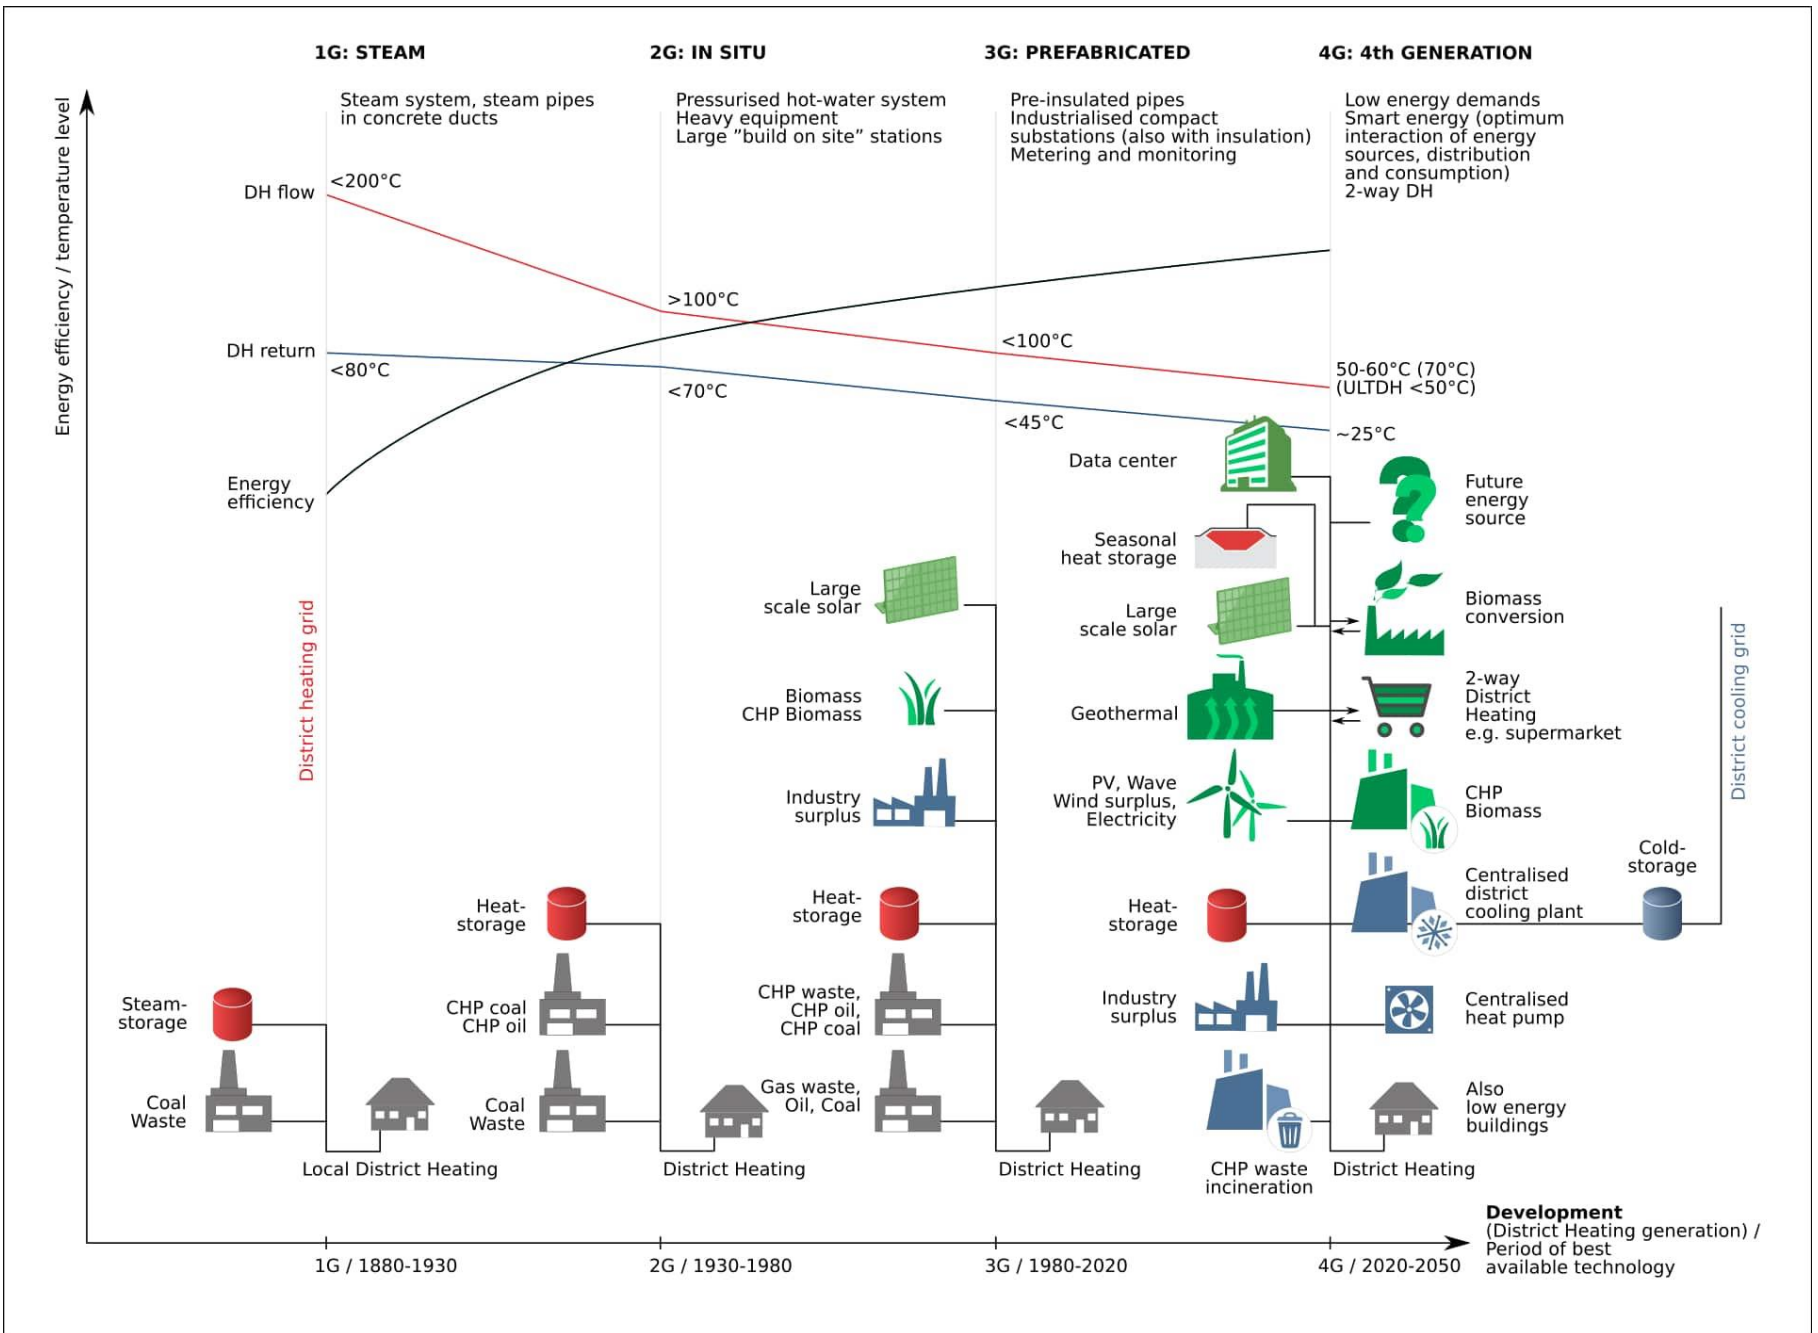 1G: STEAM
2G: IN SITU
3G: PREFABRICATED
4G: 4th GENERATION
Steam system, steam pipes
in concrete ducts
Pressurised hot-water system
Heavy equipment
Large ”build on site” stations
Pre-insulated pipes
Industrialised compact
substations (also with insulation)
Metering and monitoring
Low energy demands
Smart energy (optimum
interaction of energy
sources, distribution
and consumption)
2-way DH
Energy efficiency / temperature level
DH flow
<200°C
>100°C
<100°C
50-60°C (70°C)
(ULTDH <50°C)
DH return
<80°C
<70°C
<45°C
~25°C
Energy
efficiency
District heating grid
Steam-
storage
Coal
Waste
Local District Heating
Heat-
storage
CHP coal
CHP oil
Coal
Waste
District Heating
Large
scale solar
Biomass
CHP Biomass
Industry
surplus
Heat-
storage
CHP waste,
CHP oil,
CHP coal
Gas waste,
Oil, Coal
District Heating
Data center
Seasonal
heat storage
Large
scale solar
Geothermal
PV, Wave
Wind surplus,
Electricity
Heat-
storage
Industry
surplus
CHP waste
incineration
Future
energy
source
Biomass
conversion
2-way
District
Heating
e.g. supermarket
CHP
Biomass
Centralised
district
cooling plant
Cold-
storage
District cooling grid
Centralised
heat pump
Also
low energy
buildings
District Heating
Development
(District Heating generation) /
Period of best
available technology
1G / 1880-1930
2G / 1930-1980
3G / 1980-2020
4G / 2020-2050